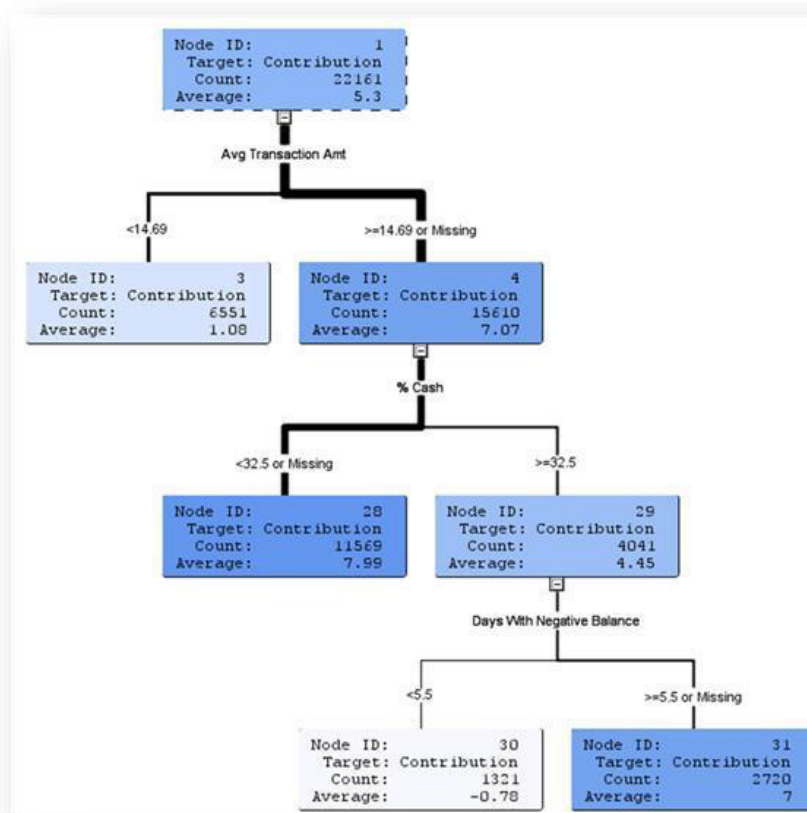 Node ID: 1
Target: Contribution
Count: 22161
Average: 5.3
Avg Transaction Amt
<14.69
>=14.69 or Missing
Node ID: 3
Target: Contribution
Count: 6551
Average: 1.08
Node ID: 4
Target: Contribution
Count: 15610
Average: 7.07
% Cash
<32.5 or Missing
>=32.5
Node ID: 28
Target: Contribution
Count: 11569
Average: 7.99
Node ID: 29
Target: Contribution
Count: 4041
Average: 4.45
Days With Negative Balance
<5.5
>=5.5 or Missing
Node ID: 30
Target: Contribution
Count: 1321
Average: -0.78
Node ID: 31
Target: Contribution
Count: 2720
Average: 7